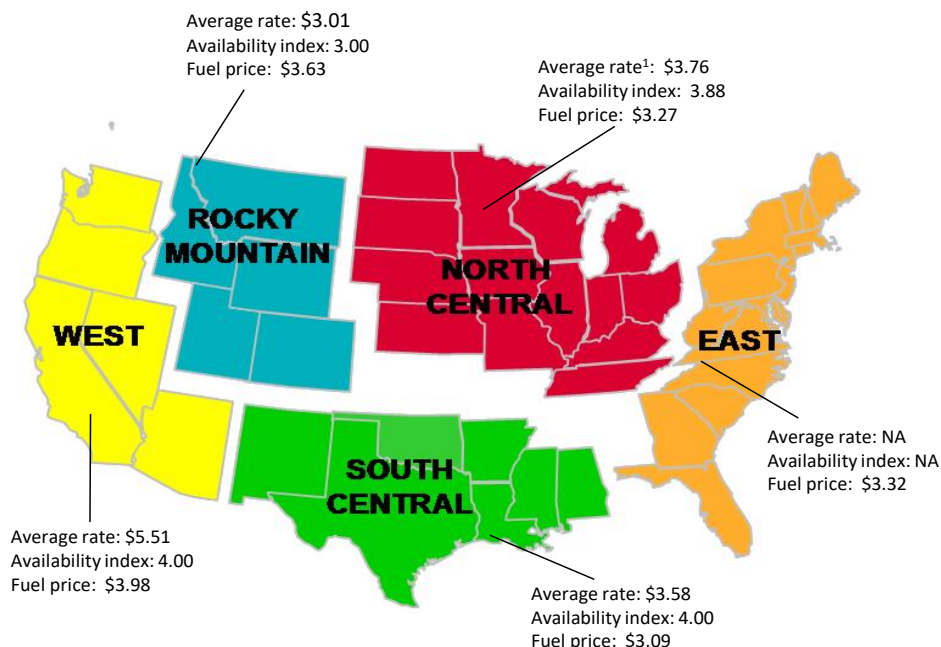 Average rate: $3.01
Availability index: 3.00
Fuel price: $3.63
Average rate¹: $3.76
Availability index: 3.88
Fuel price: $3.27
ROCKY
MOUNTAIN
NORTH
CENTRAL
WEST
EAST
SOUTH
CENTRAL
Average rate: NA
Availability index: NA
Fuel price: $3.32
Average rate: $5.51
Availability index: 4.00
Fuel price: $3.98
Average rate: $3.58
Availability index: 4.00
Fuel price: $3.09